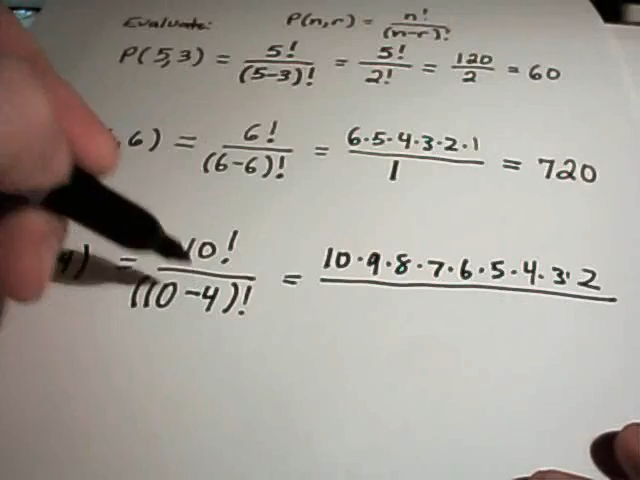 Evaluate: P(n,r) = n!/(n-r)!
P(5,3) = 5!/(5-3)! = 5!/2! = 120/2 = 60
,6) = 6!/(6-6)! = 6·5·4·3·2·1/1 = 720
4) = 10!/(10-4)! = 10·9·8·7·6·5·4·3·2